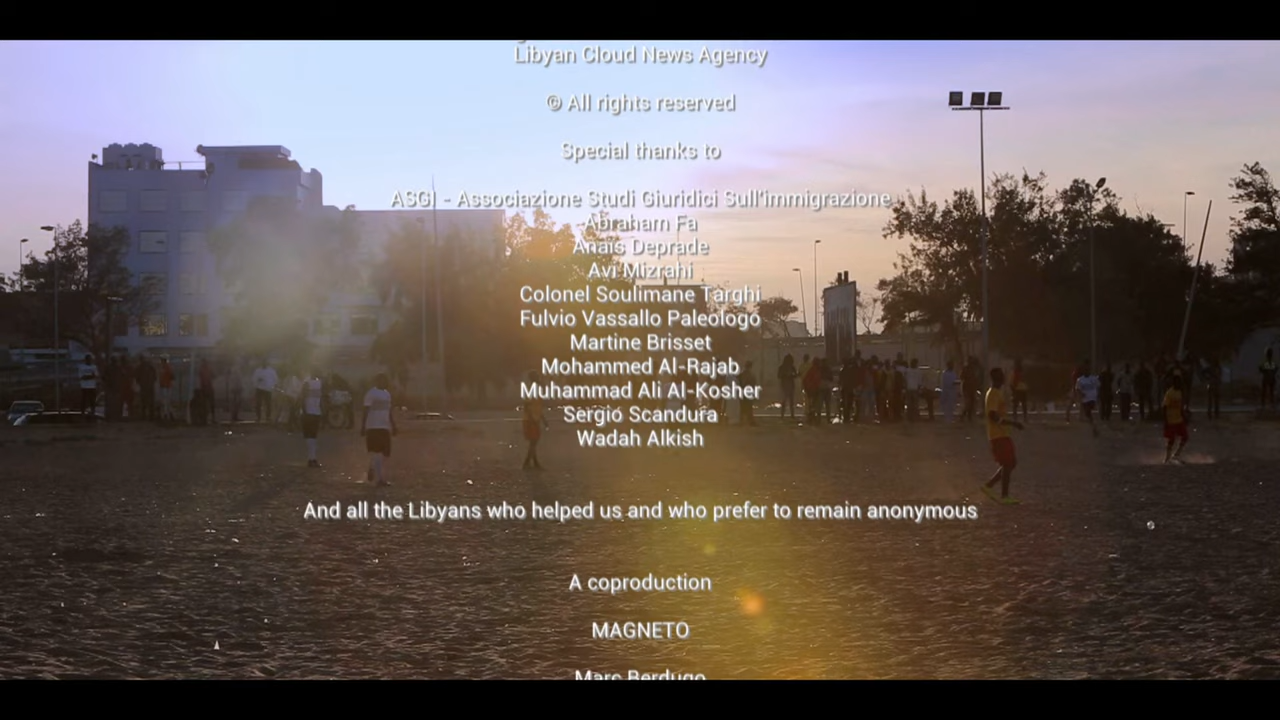 Libyan Cloud News Agency
© All rights reserved
Special thanks to
ASGI - Associazione Studi Giuridici Sull'immigrazione
Abraham Fa
Anaïs Deprade
Avi Mizrahi
Colonel Soulimane Targhi
Fulvio Vassallo Paleologo
Martine Brisset
Mohammed Al-Rajab
Muhammad Ali Al-Kosher
Sergio Scandura
Wadah Alkish
And all the Libyans who helped us and who prefer to remain anonymous
A coproduction
MAGNETO
Marc Berdugo